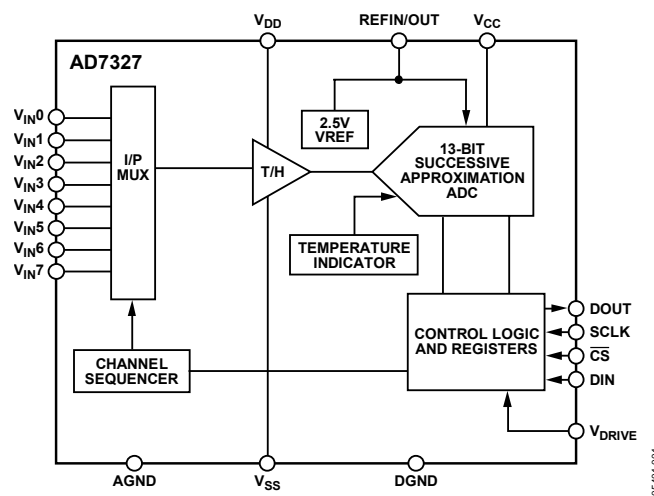 VDD
REFIN/OUT
VCC
AD7327
VIN0
VIN1
VIN2
VIN3
VIN4
VIN5
VIN6
VIN7
I/P
MUX
T/H
2.5V
VREF
13-BIT
SUCCESSIVE
APPROXIMATION
ADC
TEMPERATURE
INDICATOR
CHANNEL
SEQUENCER
CONTROL LOGIC
AND REGISTERS
DOUT
SCLK
CS
DIN
VDRIVE
AGND
VSS
DGND